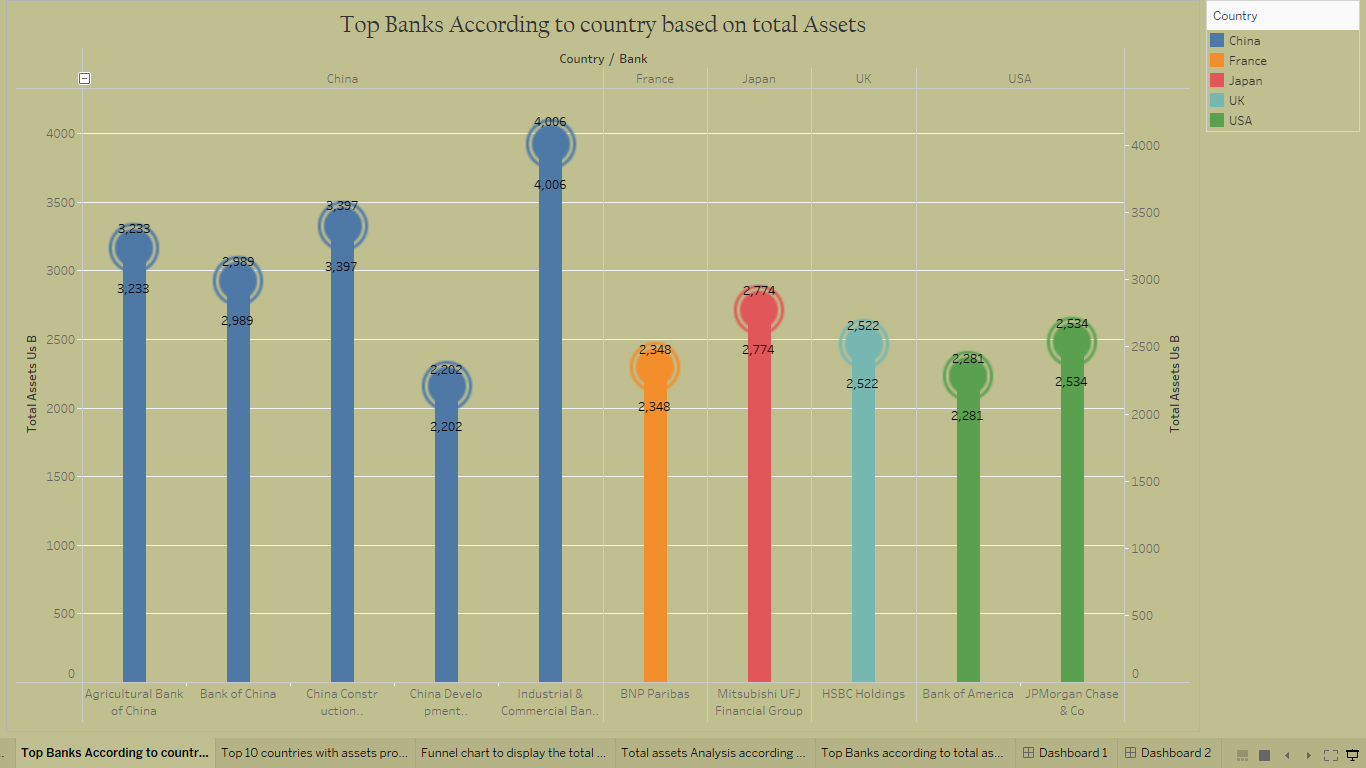 Top Banks According to country based on total Assets
Country / Bank
China France Japan UK USA
Country
China
France
Japan
UK
USA
Total Assets Us B
4000
3500
3000
2500
2000
1500
1000
500
0
3,233
3,233
2,989
2,989
3,397
3,397
2,202
2,202
4,006
4,006
2,348
2,348
2,774
2,774
2,522
2,522
2,281
2,281
2,534
2,534
4000
3500
3000
2500
2000
1500
1000
500
0
Total Assets Us B
Agricultural Bank
of China
Bank of China
China Constr
uction..
China Develo
pment..
Industrial &
Commercial Ban..
BNP Paribas
Mitsubishi UFJ
Financial Group
HSBC Holdings
Bank of America
JPMorgan Chase
& Co
.. Top Banks According to countr... Top 10 countries with assets pro... Funnel chart to display the total ... Total assets Analysis according ... Top Banks according to total as... Dashboard 1 Dashboard 2